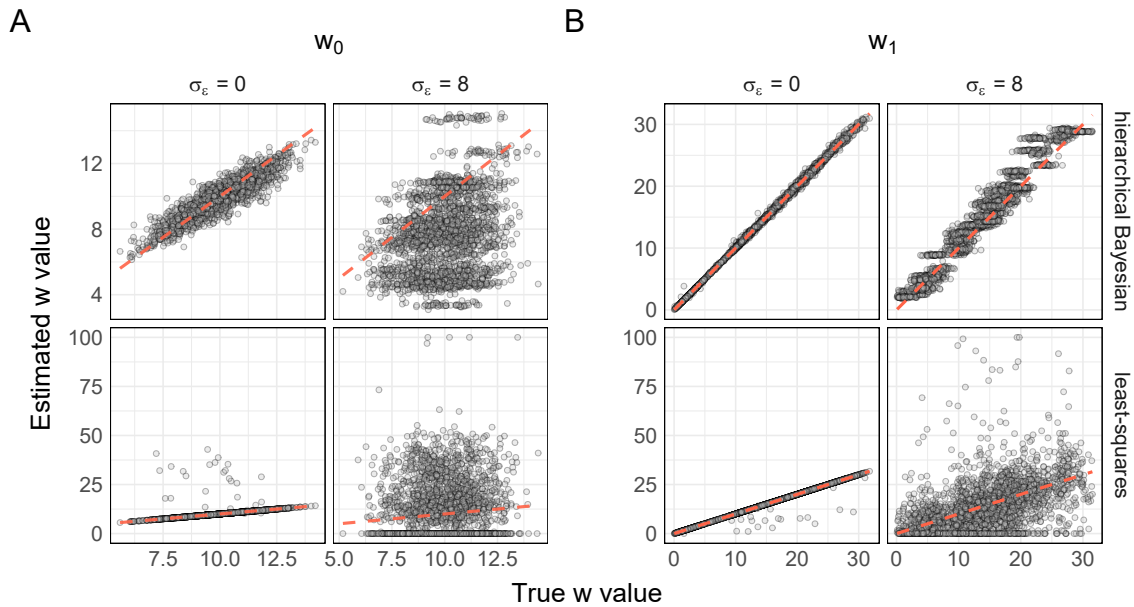 A
B
w₀
w₁
σε = 0
σε = 8
σε = 0
σε = 8
12
8
4
30
20
10
0
hierarchical Bayesian
Estimated w value
100
75
50
25
0
100
75
50
25
0
least-squares
7.5 10.0 12.5
5.0 7.5 10.0 12.5
0 10 20 30
0 10 20 30
True w value